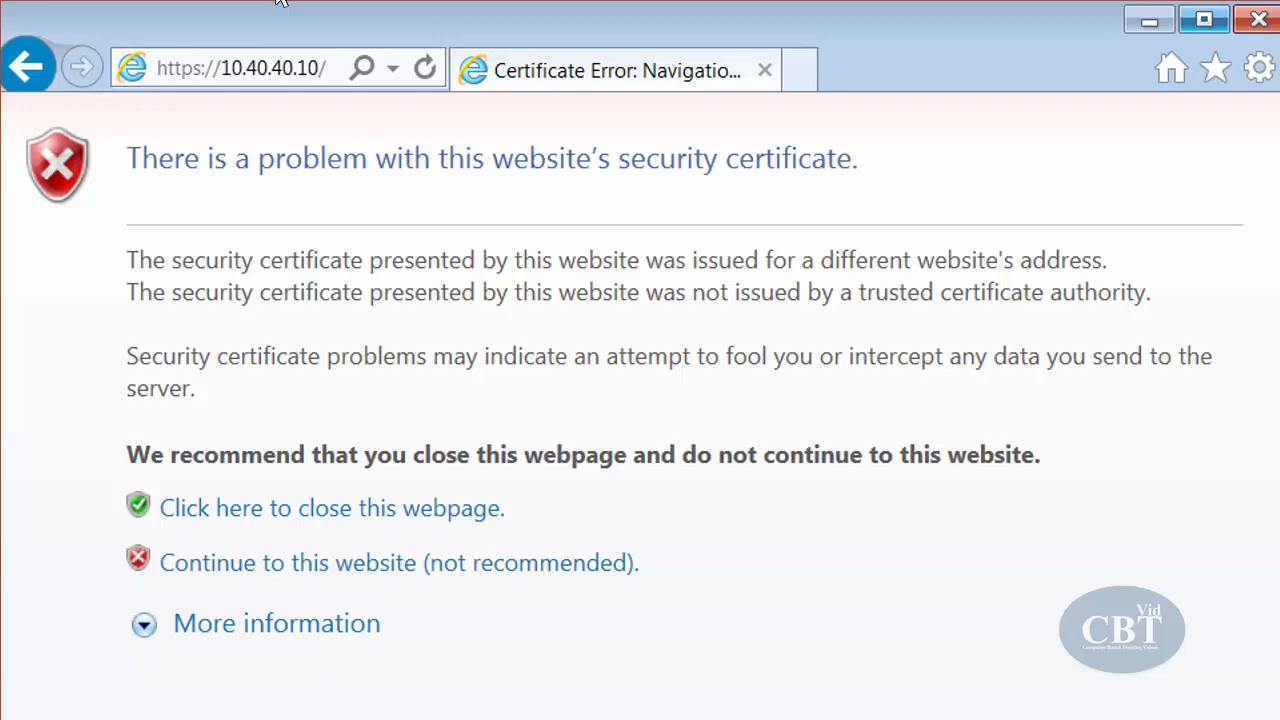 https://10.40.40.10/
Certificate Error: Navigatio...
There is a problem with this website's security certificate.
The security certificate presented by this website was issued for a different website's address.
The security certificate presented by this website was not issued by a trusted certificate authority.
Security certificate problems may indicate an attempt to fool you or intercept any data you send to the
server.
We recommend that you close this webpage and do not continue to this website.
Click here to close this webpage.
Continue to this website (not recommended).
More information
Vid
CBT
Computer Based Training Videos